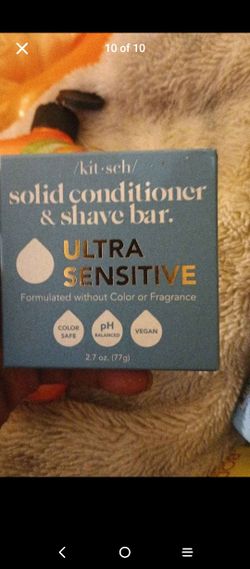 10 of 10
/kit•sch/
solid conditioner
& shave bar.
ULTRA
SENSITIVE
Formulated without Color or Fragrance
COLOR
SAFE
pH
BALANCED
VEGAN
2.7 oz. (77g)